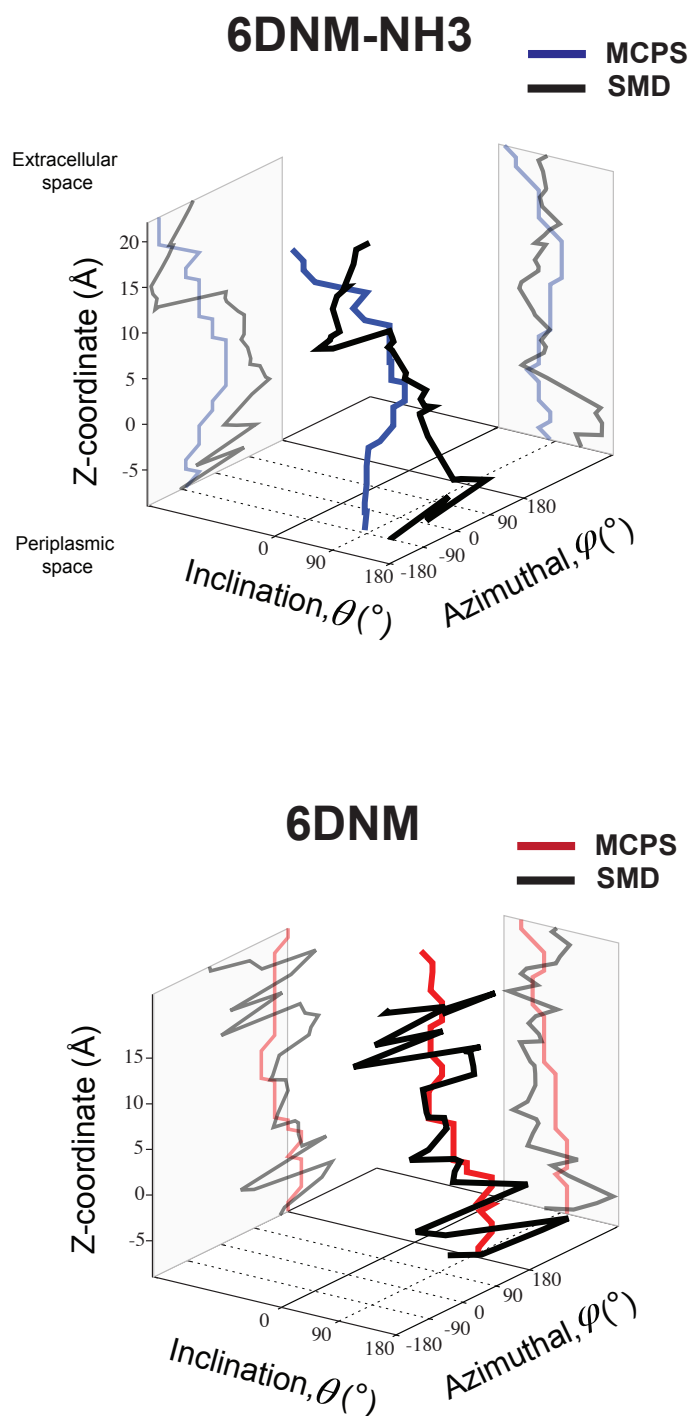 6DNM-NH3
MCPS
SMD
Extracellular
space
20
15
10
5
0
-5
Z-coordinate (Å)
Periplasmic
space
0
90
180
-180
-90
0
90
180
Inclination,θ(°)
Azimuthal,φ(°)
6DNM
MCPS
SMD
15
10
5
0
-5
Z-coordinate (Å)
0
90
180
-180
-90
0
90
180
Inclination,θ(°)
Azimuthal,φ(°)